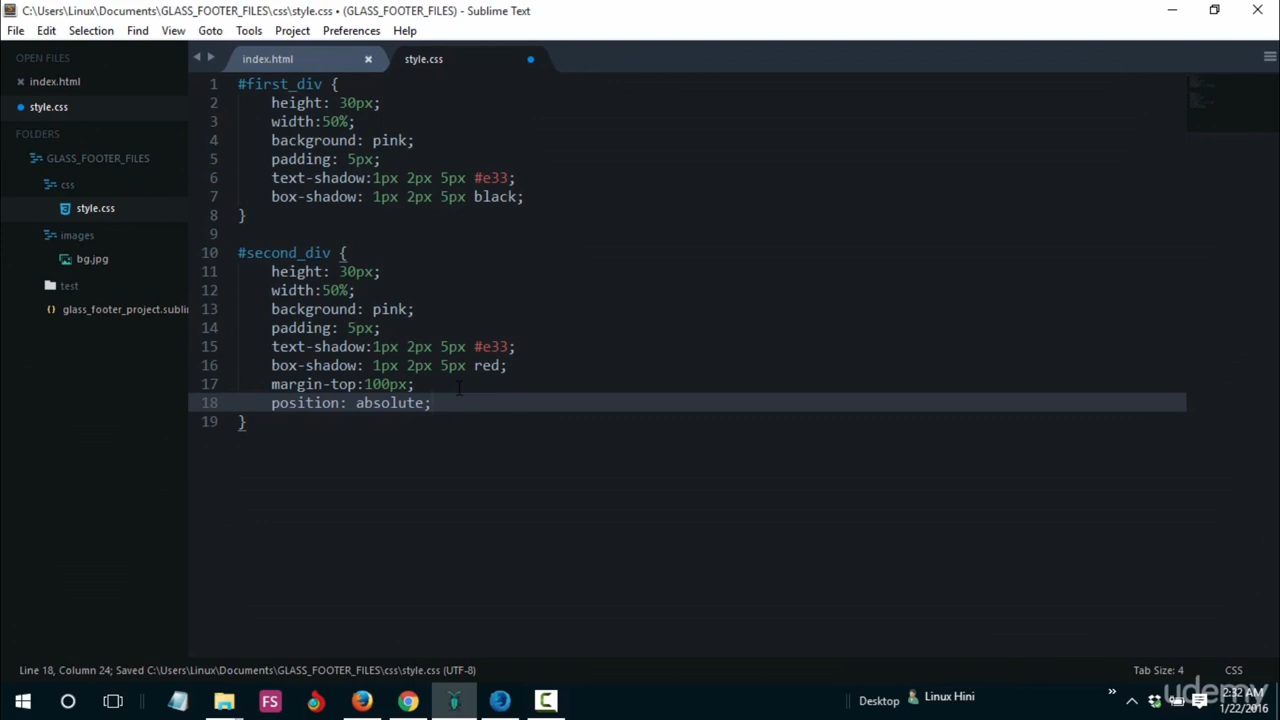 C:\Users\Linux\Documents\GLASS_FOOTER_FILES\css\style.css • (GLASS_FOOTER_FILES) - Sublime Text
File Edit Selection Find View Goto Tools Project Preferences Help
OPEN FILES
index.html
style.css
FOLDERS
GLASS_FOOTER_FILES
css
style.css
images
bg.jpg
test
glass_footer_project.sublin
index.html
style.css
1 #first_div {
2 height: 30px;
3 width:50%;
4 background: pink;
5 padding: 5px;
6 text-shadow:1px 2px 5px #e33;
7 box-shadow: 1px 2px 5px black;
8 }
9
10 #second_div {
11 height: 30px;
12 width:50%;
13 background: pink;
14 padding: 5px;
15 text-shadow:1px 2px 5px #e33;
16 box-shadow: 1px 2px 5px red;
17 margin-top:100px;
18 position: absolute;
19 }
Line 18, Column 24; Saved C:\Users\Linux\Documents\GLASS_FOOTER_FILES\css\style.css (UTF-8)
Tab Size: 4 CSS
FS
Desktop
Linux Hini
2:32 AM
1/22/2016
udemy